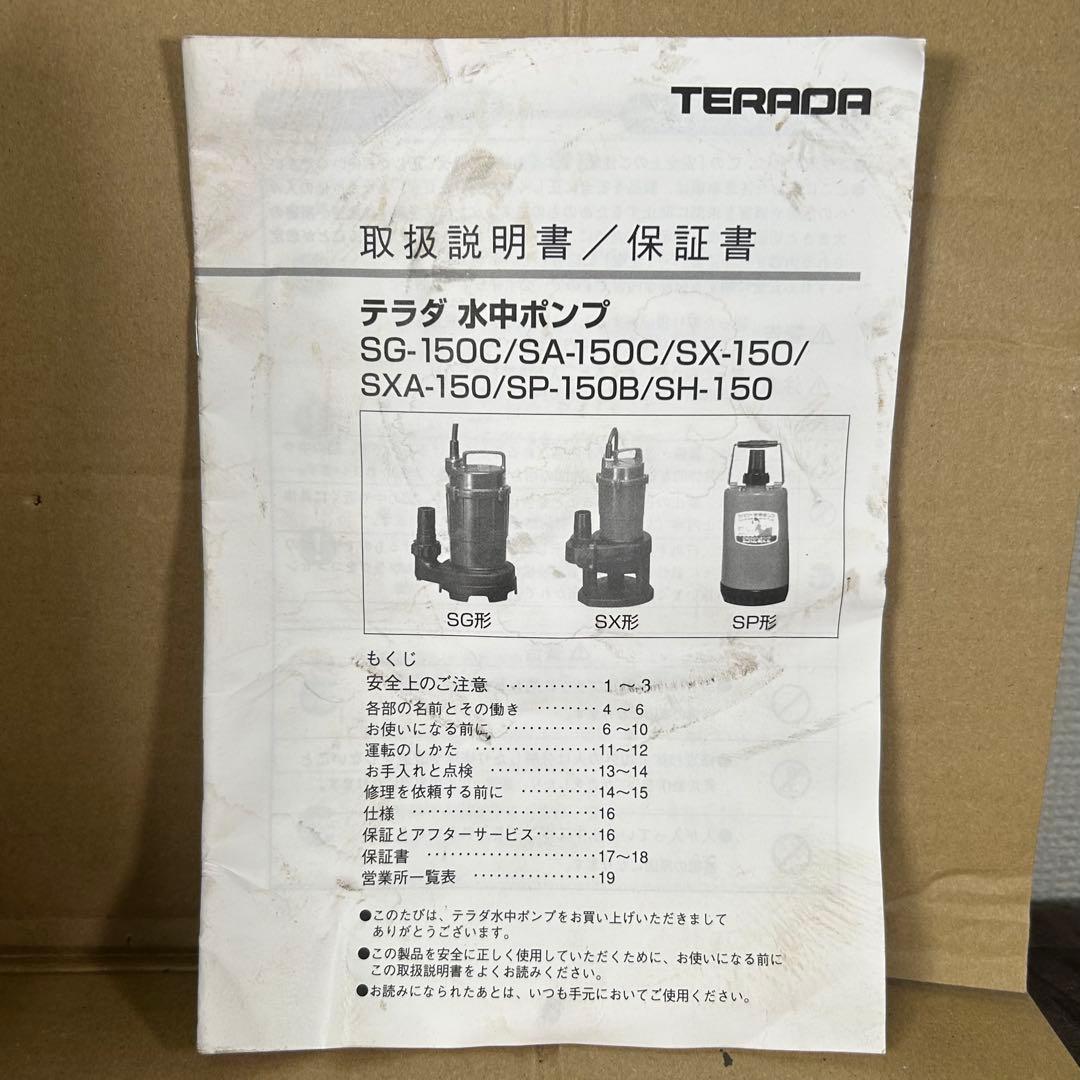 TERADA
取扱説明書／保証書
テラダ 水中ポンプ
SG-150C/SA-150C/SX-150/
SXA-150/SP-150B/SH-150
SG形
SX形
SP形
もくじ
安全上のご注意 ············ 1～3
各部の名前とその働き ········ 4～6
お使いになる前に ············ 6～10
運転のしかた ················ 11～12
お手入れと点検 ·············· 13～14
修理を依頼する前に ·········· 14～15
仕様 ························ 16
保証とアフターサービス ········ 16
保証書 ······················ 17～18
営業所一覧表 ················ 19
●このたびは、テラダ水中ポンプをお買い上げいただきまして
ありがとうございます。
●この製品を安全に正しく使用していただくために、お使いになる前に
この取扱説明書をよくお読みください。
●お読みになられたあとは、いつも手元においてご使用ください。